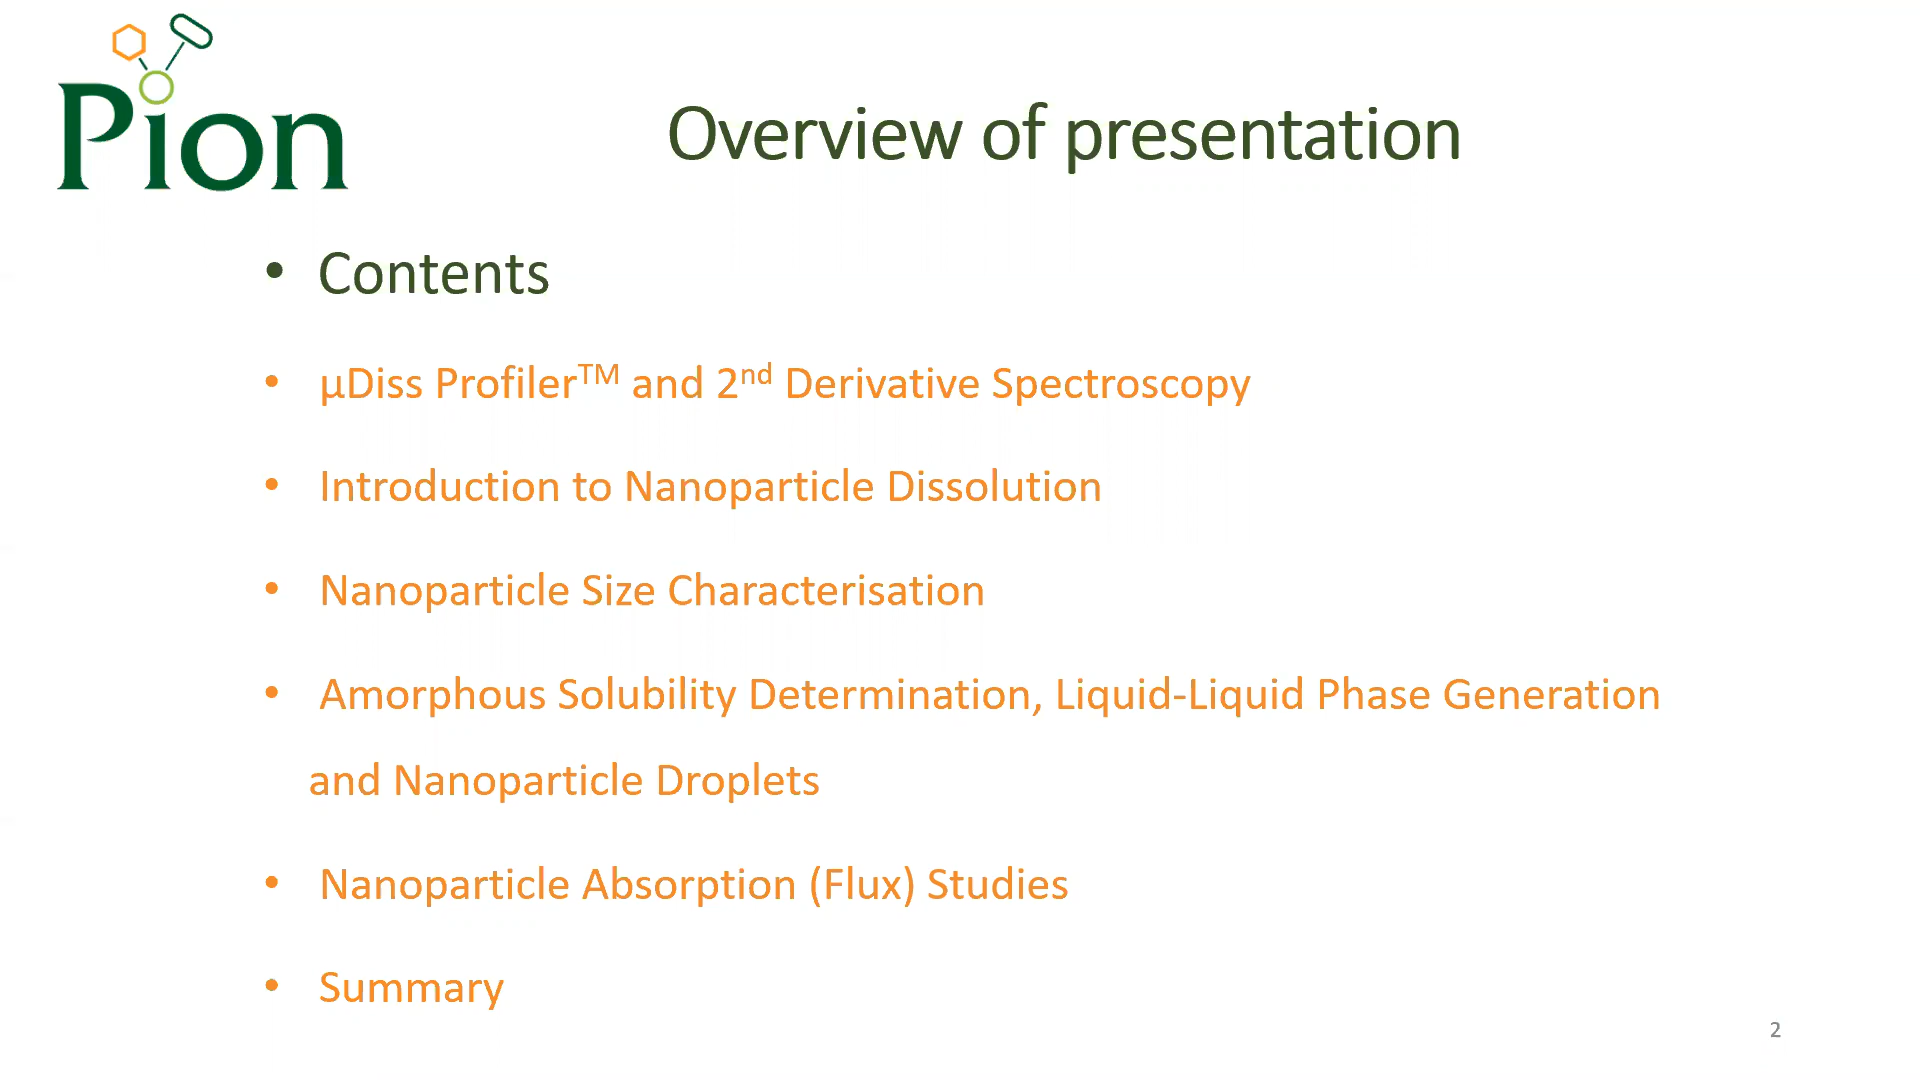 Pion
Overview of presentation
• Contents
• µDiss Profiler™ and 2nd Derivative Spectroscopy
• Introduction to Nanoparticle Dissolution
• Nanoparticle Size Characterisation
• Amorphous Solubility Determination, Liquid-Liquid Phase Generation
and Nanoparticle Droplets
• Nanoparticle Absorption (Flux) Studies
• Summary
2